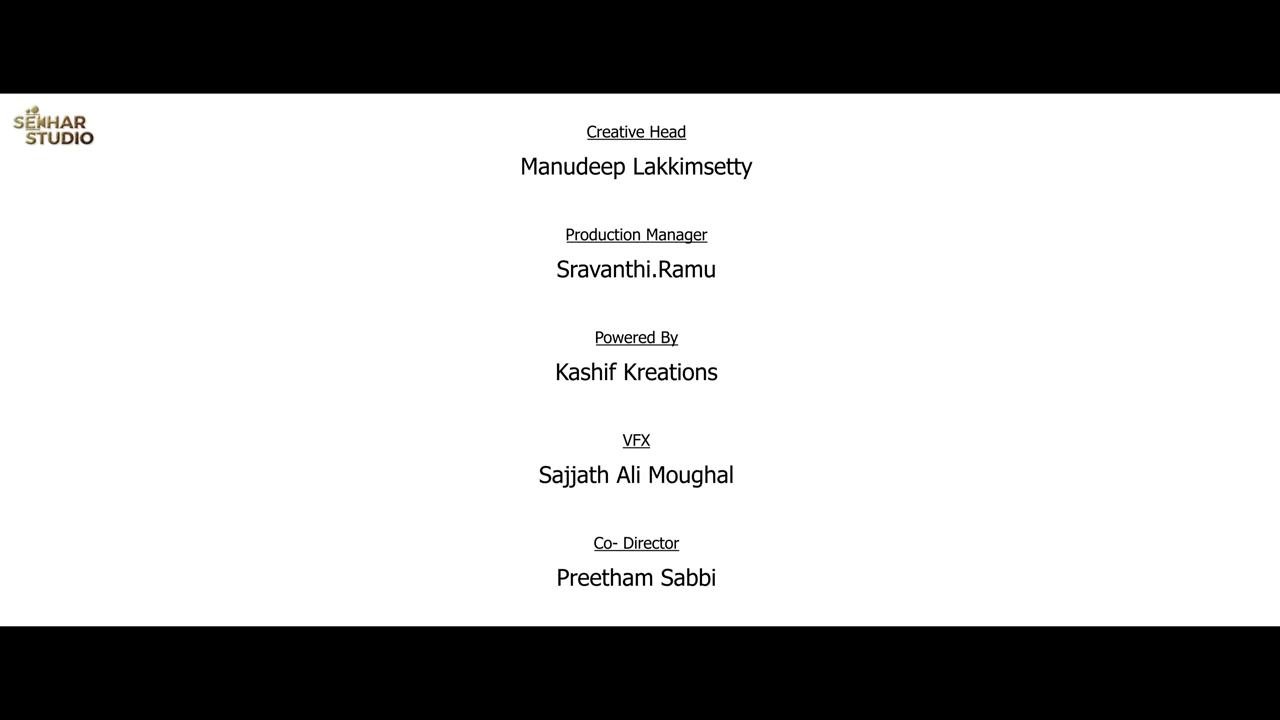 SEKHAR
STUDIO
Creative Head
Manudeep Lakkimsetty
Production Manager
Sravanthi.Ramu
Powered By
Kashif Kreations
VFX
Sajjath Ali Moughal
Co- Director
Preetham Sabbi